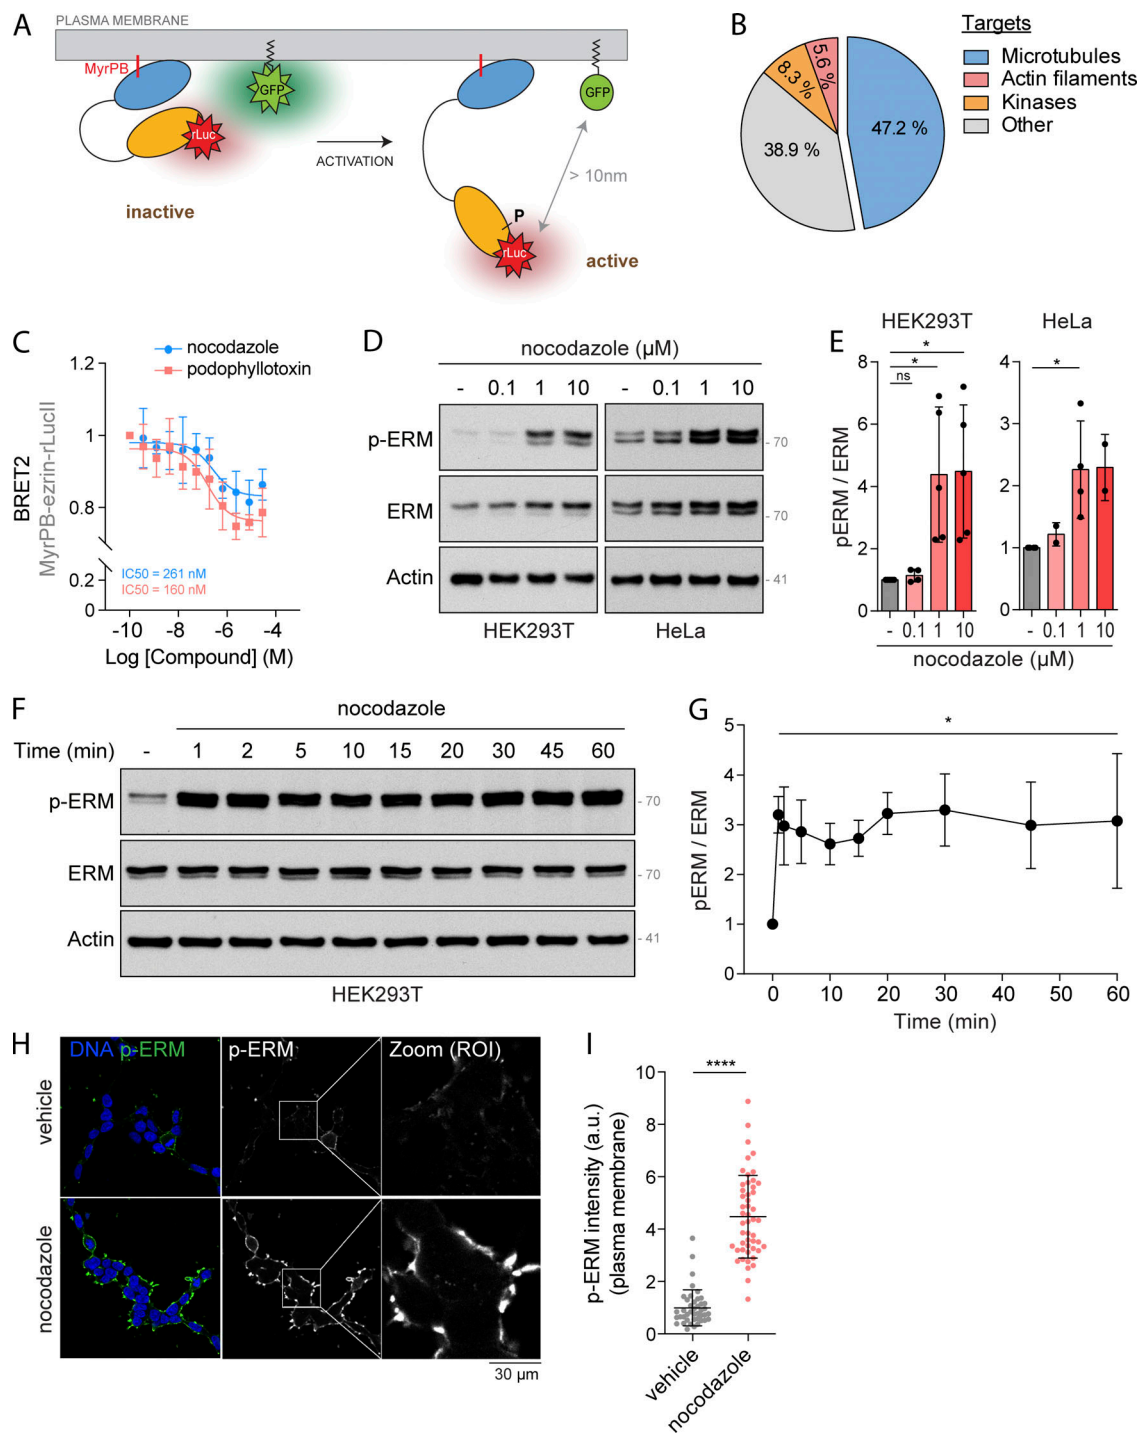 A
PLASMA MEMBRANE
MyrPB
GFP
rLuc
inactive
ACTIVATION
GFP
> 10nm
P
rLuc
active
B
Targets
Microtubules
Actin filaments
Kinases
Other
5.6 %
8.3 %
47.2 %
38.9 %
C
nocodazole
podophyllotoxin
BRET2
MyrPB-ezrin-rLucII
1.2
1
0.8
0.2
0
IC50 = 261 nM
IC50 = 160 nM
-10 -8 -6 -4
Log [Compound] (M)
D
nocodazole (µM)
- 0.1 1 10 - 0.1 1 10
p-ERM
- 70
ERM
- 70
Actin
- 41
HEK293T HeLa
E
HEK293T HeLa
pERM / ERM
8
6
4
2
0
ns
*
*
4
3
2
1
0
*
- 0.1 1 10 - 0.1 1 10
nocodazole (µM)
F
nocodazole
Time (min) - 1 2 5 10 15 20 30 45 60
p-ERM
- 70
ERM
- 70
Actin
- 41
HEK293T
G
pERM / ERM
5
4
3
2
1
0
*
0 10 20 30 40 50 60
Time (min)
H
DNA p-ERM
p-ERM
Zoom (ROI)
vehicle
nocodazole
30 µm
I
p-ERM intensity (a.u.)
(plasma membrane)
10
8
6
4
2
0
****
vehicle
nocodazole